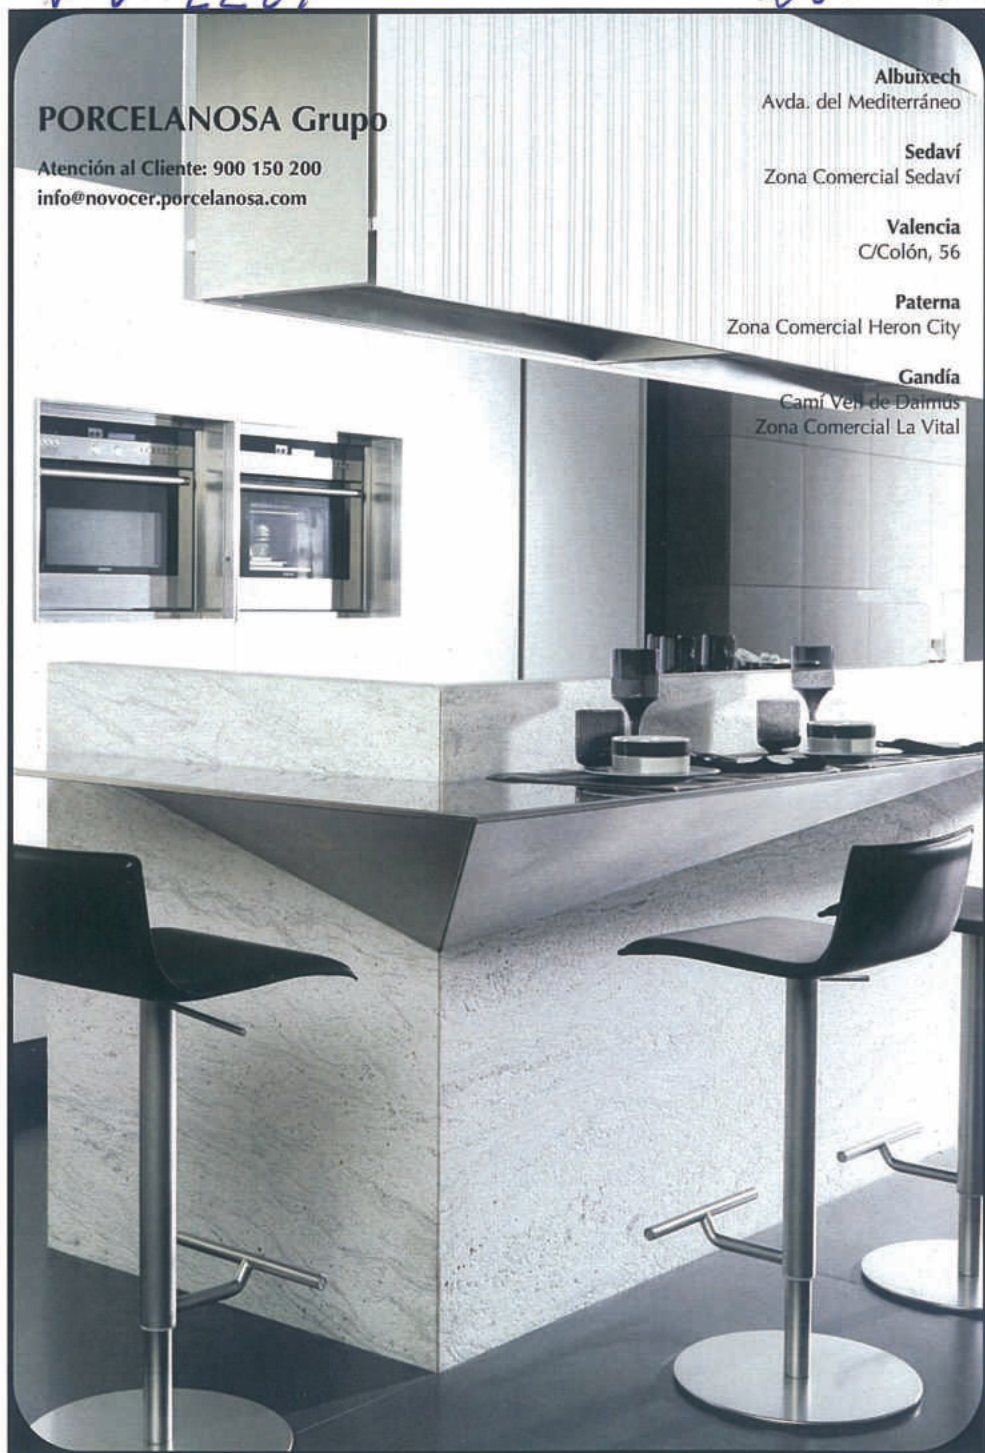 PORCELANOSA Grupo
Atención al Cliente: 900 150 200
info@novocer.porcelanosa.com
Albuixech
Avda. del Mediterráneo
Sedaví
Zona Comercial Sedaví
Valencia
C/Colón, 56
Paterna
Zona Comercial Heron City
Gandía
Camí Vell de Daimús
Zona Comercial La Vital